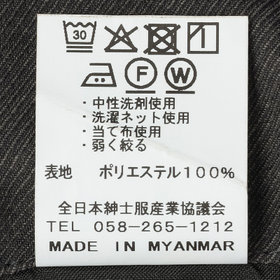 30
F W
・中性洗剤使用
・洗濯ネット使用
・当て布使用
・弱く絞る
表地 ポリエステル100%
全日本紳士服産業協議会
TEL 058-265-1212
MADE IN MYANMAR